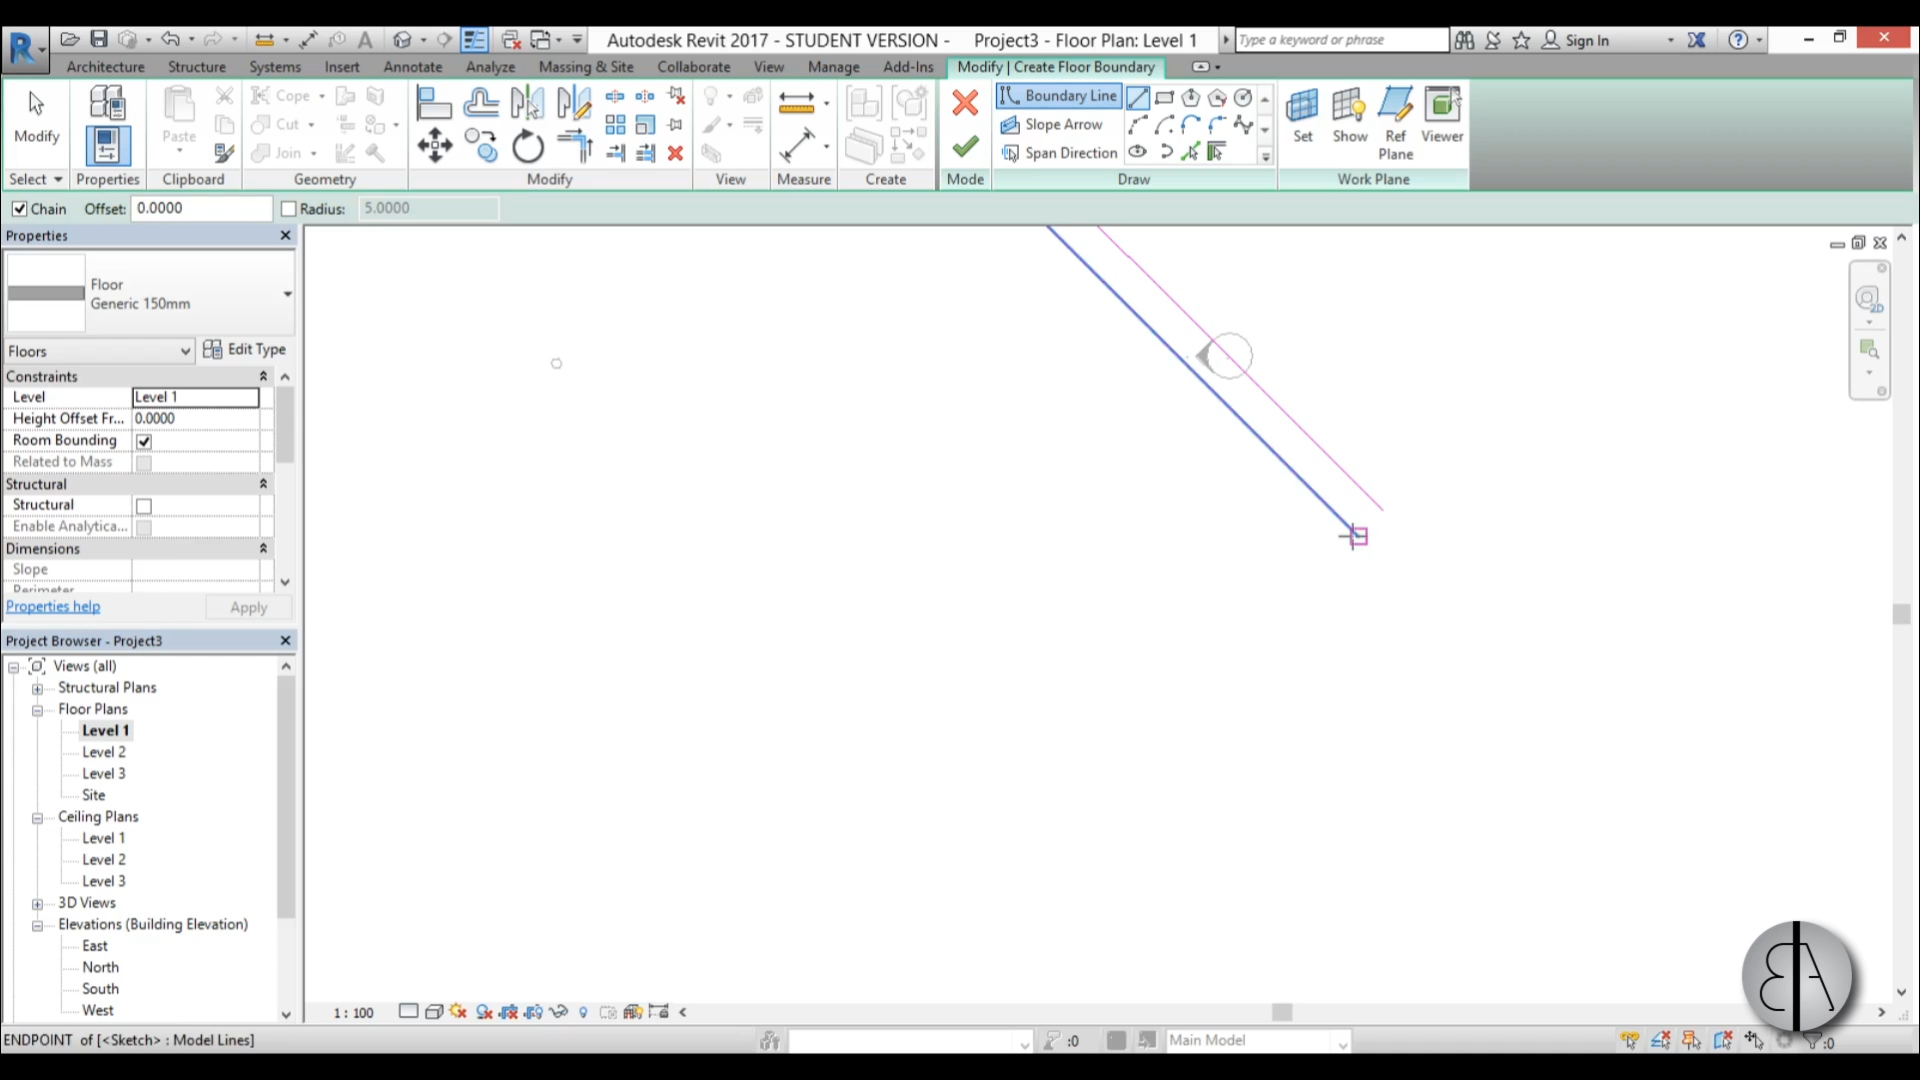 Autodesk Revit 2017 - STUDENT VERSION - Project3 - Floor Plan: Level 1
Type a keyword or phrase
Sign In
Architecture Structure Systems Insert Annotate Analyze Massing & Site Collaborate View Manage Add-Ins Modify | Create Floor Boundary
Modify
Paste
Cope
Cut
Join
Boundary Line
Slope Arrow
Span Direction
Set
Show
Ref
Plane
Viewer
Select
Properties
Clipboard
Geometry
Modify
View
Measure
Create
Mode
Draw
Work Plane
Chain Offset: 0.0000 Radius: 5.0000
Properties
Floor
Generic 150mm
Floors
Edit Type
Constraints
Level Level 1
Height Offset Fr... 0.0000
Room Bounding
Related to Mass
Structural
Structural
Enable Analytica...
Dimensions
Slope
Perimeter
Properties help
Apply
Project Browser - Project3
Views (all)
Structural Plans
Floor Plans
Level 1
Level 2
Level 3
Site
Ceiling Plans
Level 1
Level 2
Level 3
3D Views
Elevations (Building Elevation)
East
North
South
West
2D
1 : 100
BA
ENDPOINT of [<Sketch> : Model Lines]
:0
Main Model
:0